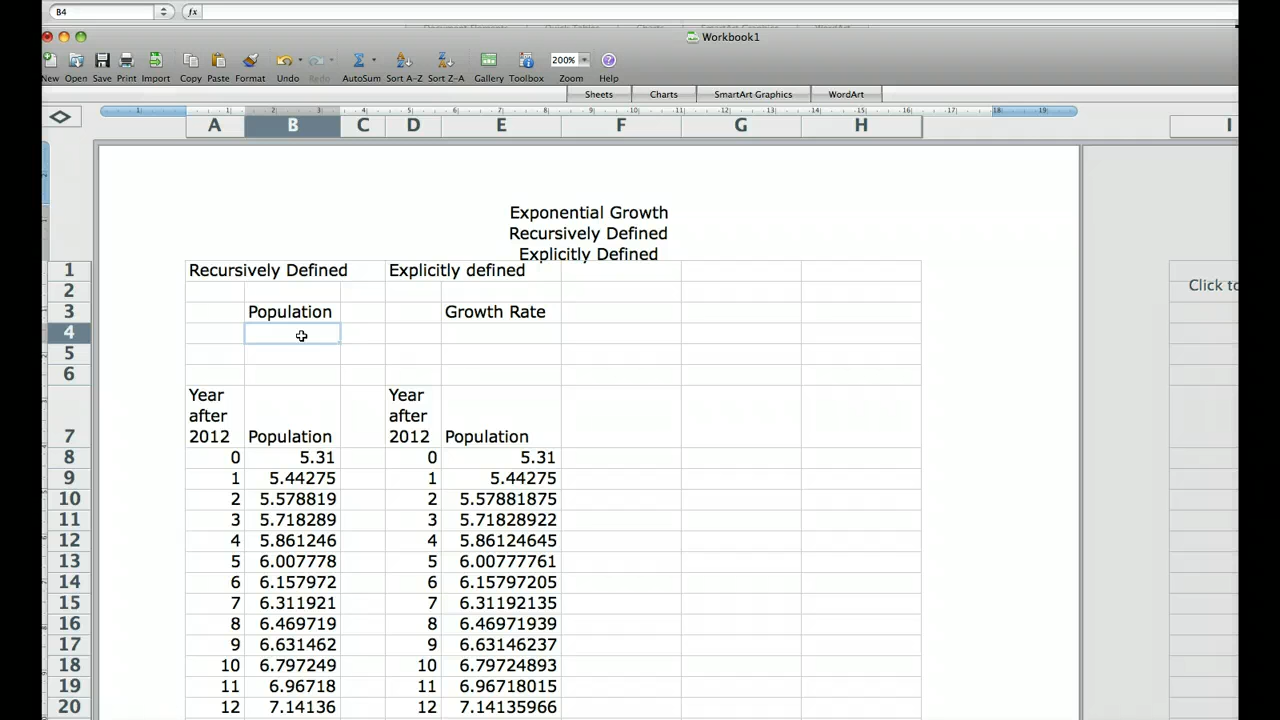 B4 fx
Workbook1
New Open Save Print Import Copy Paste Format Undo Redo AutoSum Sort A-Z Sort Z-A Gallery Toolbox 200% Zoom Help
Sheets Charts SmartArt Graphics WordArt
A B C D E F G H I
Exponential Growth
Recursively Defined
Explicitly Defined
1 Recursively Defined Explicitly defined
2 Click to
3 Population Growth Rate
4
5
6
Year Year
after after
7 2012 Population 2012 Population
8 0 5.31 0 5.31
9 1 5.44275 1 5.44275
10 2 5.578819 2 5.57881875
11 3 5.718289 3 5.71828922
12 4 5.861246 4 5.86124645
13 5 6.007778 5 6.00777761
14 6 6.157972 6 6.15797205
15 7 6.311921 7 6.31192135
16 8 6.469719 8 6.46971939
17 9 6.631462 9 6.63146237
18 10 6.797249 10 6.79724893
19 11 6.96718 11 6.96718015
20 12 7.14136 12 7.14135966